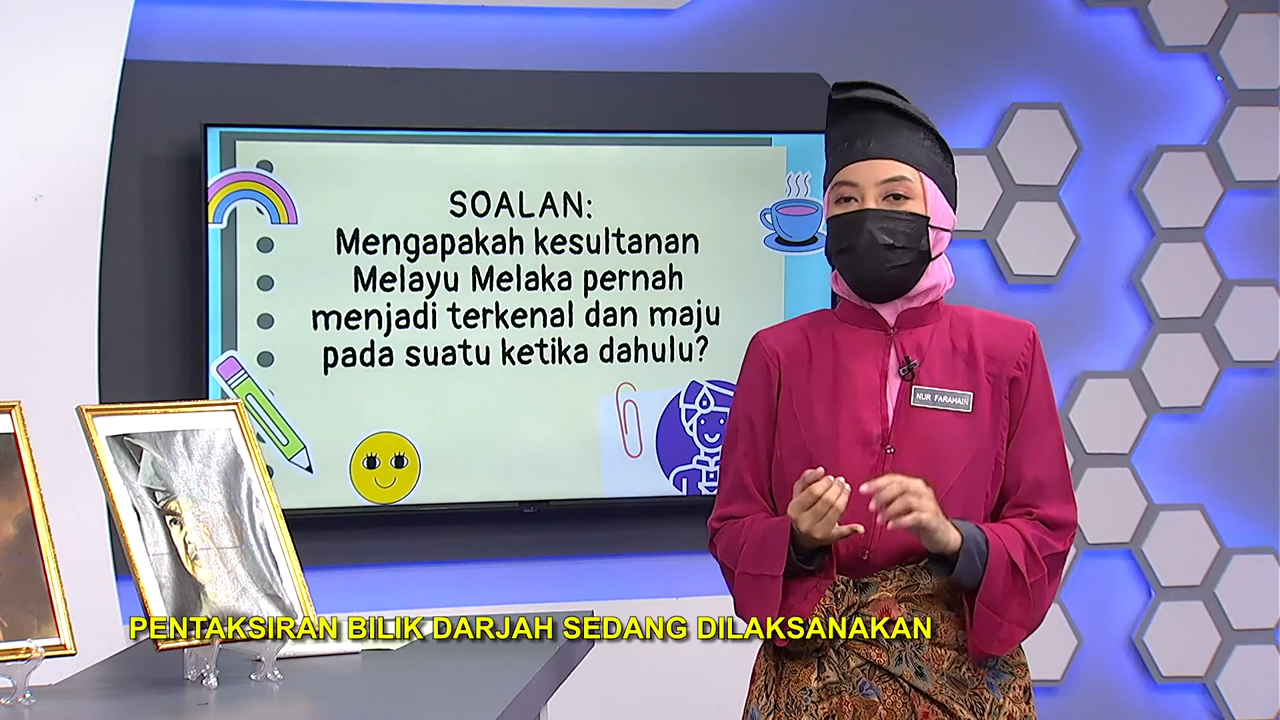 SOALAN:
Mengapakah kesultanan
Melayu Melaka pernah
menjadi terkenal dan maju
pada suatu ketika dahulu?
NUR FARAHAIN
PENTAKSIRAN BILIK DARJAH SEDANG DILAKSANAKAN